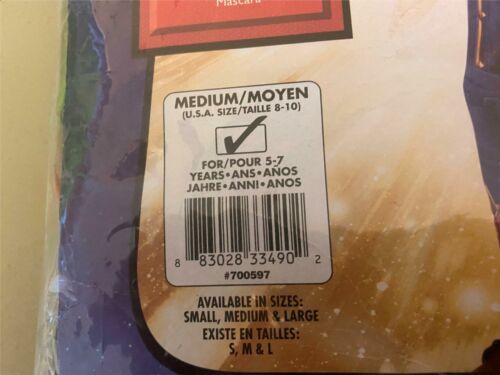 Máscara
MEDIUM/MOYEN
(U.S.A. SIZE/TAILLE 8-10)
FOR/POUR 5-7
YEARS•ANS•AÑOS
JAHRE•ANNI•ANOS
8 83028 33490 2
#700597
AVAILABLE IN SIZES:
SMALL, MEDIUM & LARGE
EXISTE EN TAILLES:
S, M & L